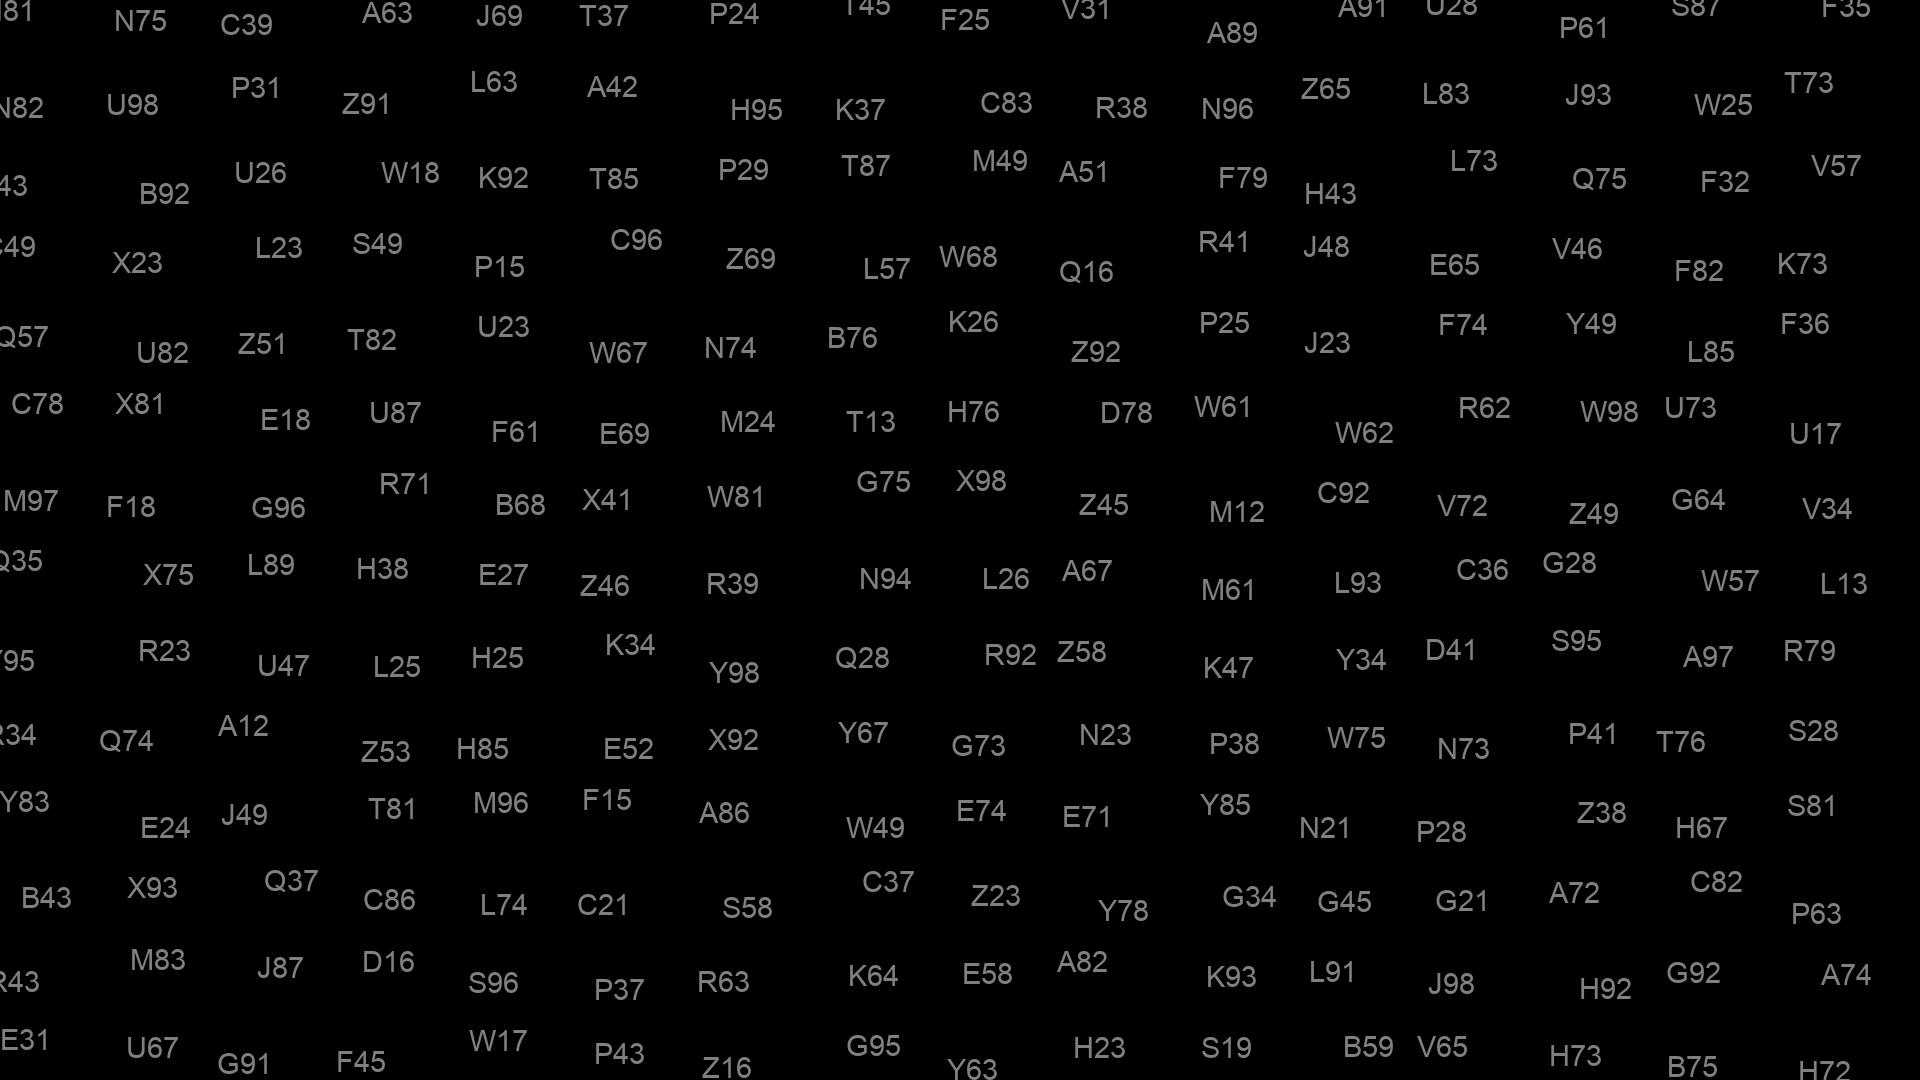 N75 C39 A63 J69 T37 P24 T45 F25 V31 A89 A91 U28 P61 S87 F35
N82 U98 P31 Z91 L63 A42 H95 K37 C83 R38 N96 Z65 L83 J93 W25 T73
43 B92 U26 W18 K92 T85 P29 T87 M49 A51 F79 H43 L73 Q75 F32 V57
C49 X23 L23 S49 P15 C96 Z69 L57 W68 Q16 R41 J48 E65 V46 F82 K73
Q57 U82 Z51 T82 U23 W67 N74 B76 K26 Z92 P25 J23 F74 Y49 L85 F36
C78 X81 E18 U87 F61 E69 M24 T13 H76 D78 W61 W62 R62 W98 U73 U17
M97 F18 G96 R71 B68 X41 W81 G75 X98 Z45 M12 C92 V72 Z49 G64 V34
Q35 X75 L89 H38 E27 Z46 R39 N94 L26 A67 M61 L93 C36 G28 W57 L13
95 R23 U47 L25 H25 K34 Y98 Q28 R92 Z58 K47 Y34 D41 S95 A97 R79
R34 Q74 A12 Z53 H85 E52 X92 Y67 G73 N23 P38 W75 N73 P41 T76 S28
Y83 E24 J49 T81 M96 F15 A86 W49 E74 E71 Y85 N21 P28 Z38 H67 S81
B43 X93 Q37 C86 L74 C21 S58 C37 Z23 Y78 G34 G45 G21 A72 C82 P63
R43 M83 J87 D16 S96 P37 R63 K64 E58 A82 K93 L91 J98 H92 G92 A74
E31 U67 G91 F45 W17 P43 Z16 G95 Y63 H23 S19 B59 V65 H73 B75 H72